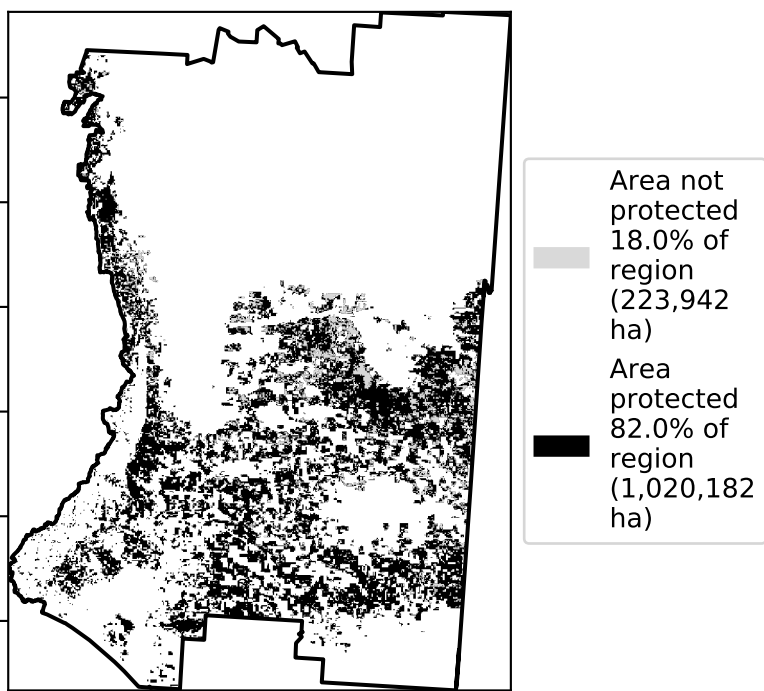 Area not
protected
18.0% of
region
(223,942
ha)
Area
protected
82.0% of
region
(1,020,182
ha)